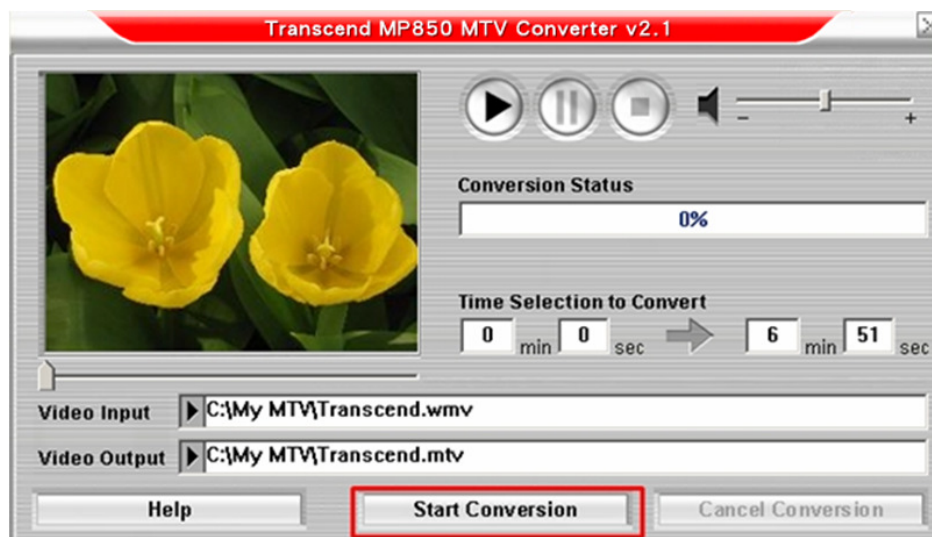 Transcend MP850 MTV Converter v2.1
- +
Conversion Status
0%
Time Selection to Convert
0 min 0 sec 6 min 51 sec
Video Input C:\My MTV\Transcend.wmv
Video Output C:\My MTV\Transcend.mtv
Help Start Conversion Cancel Conversion